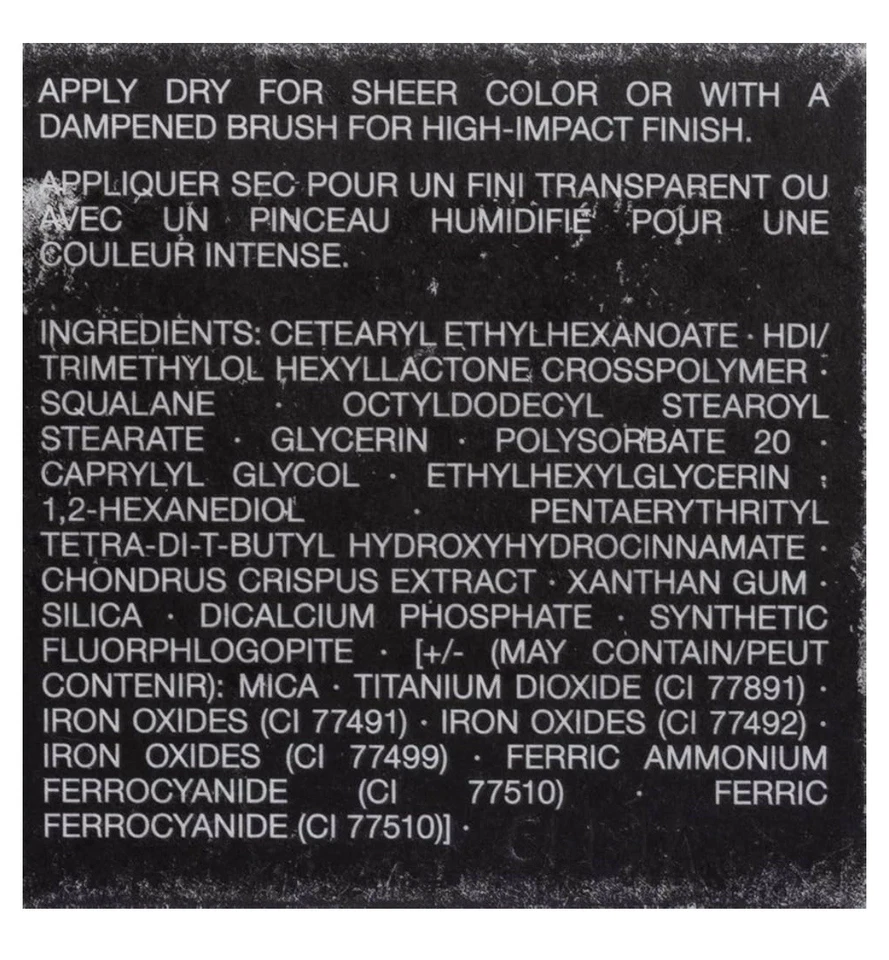 APPLY DRY FOR SHEER COLOR OR WITH A
DAMPENED BRUSH FOR HIGH-IMPACT FINISH.
APPLIQUER SEC POUR UN FINI TRANSPARENT OU
AVEC UN PINCEAU HUMIDIFIÉ POUR UNE
COULEUR INTENSE.
INGREDIENTS: CETEARYL ETHYLHEXANOATE · HDI/
TRIMETHYLOL HEXYLLACTONE CROSSPOLYMER ·
SQUALANE · OCTYLDODECYL STEAROYL
STEARATE · GLYCERIN · POLYSORBATE 20 ·
CAPRYLYL GLYCOL · ETHYLHEXYLGLYCERIN ·
1,2-HEXANEDIOL · PENTAERYTHRITYL
TETRA-DI-T-BUTYL HYDROXYHYDROCINNAMATE ·
CHONDRUS CRISPUS EXTRACT · XANTHAN GUM ·
SILICA · DICALCIUM PHOSPHATE · SYNTHETIC
FLUORPHLOGOPITE · [+/- (MAY CONTAIN/PEUT
CONTENIR): MICA · TITANIUM DIOXIDE (CI 77891) ·
IRON OXIDES (CI 77491) · IRON OXIDES (CI 77492) ·
IRON OXIDES (CI 77499) · FERRIC AMMONIUM
FERROCYANIDE (CI 77510) · FERRIC
FERROCYANIDE (CI 77510)] ·